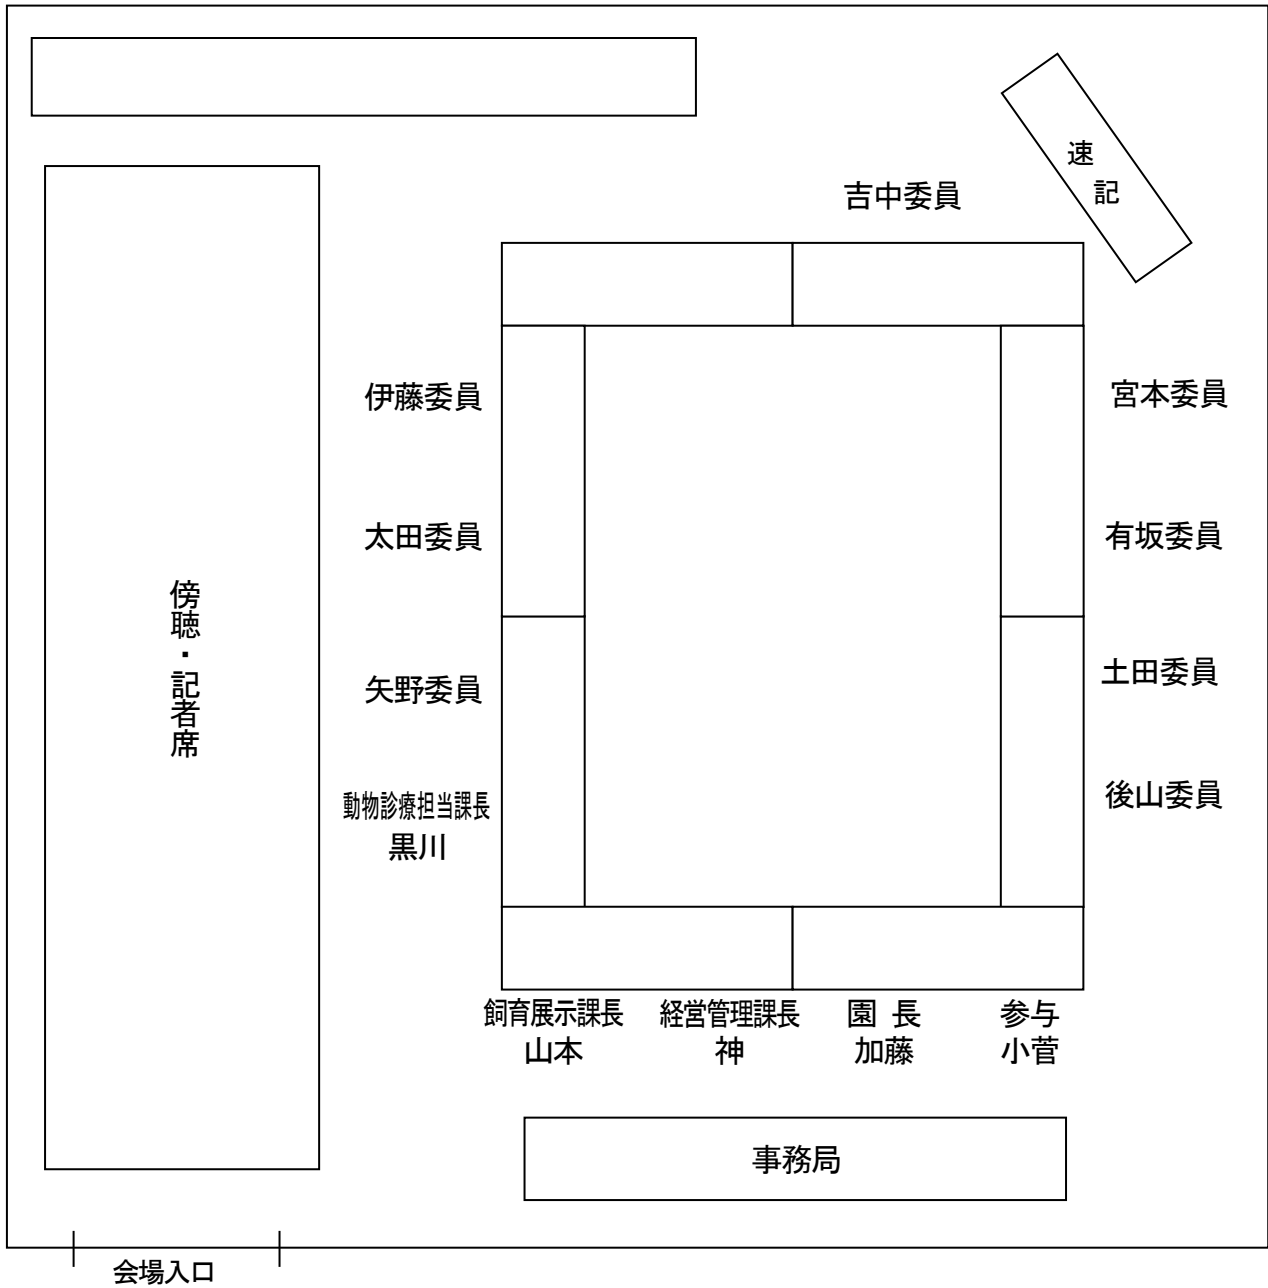 速
記
吉中委員
伊藤委員
宮本委員
太田委員
有坂委員
傍聴・記者席
矢野委員
土田委員
動物診療担当課長
黒川
後山委員
飼育展示課長
山本
経営管理課長
神
園 長
加藤
参与
小菅
事務局
会場入口